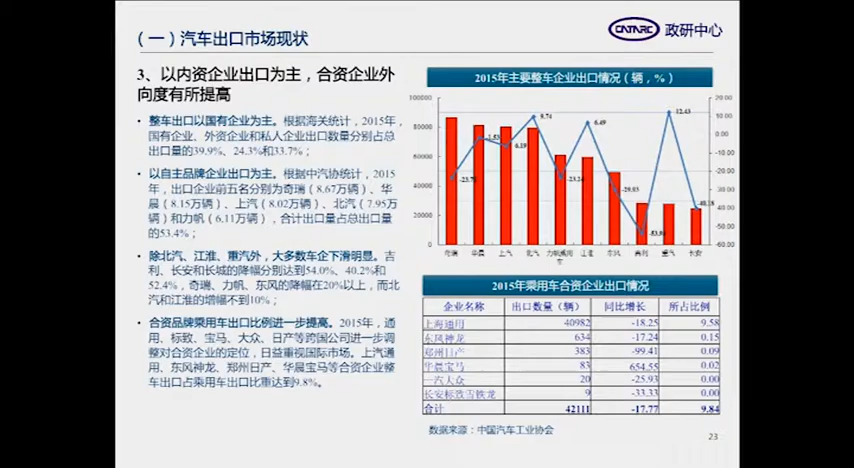 （一）汽车出口市场现状
CATARC 政研中心
3、以内资企业出口为主，合资企业外
向度有所提高
• 整车出口以国有企业为主。根据海关统计，2015年，
国有企业、外资企业和私人企业出口数量分别占总
出口量的39.9%、24.3%和33.7%；
• 以自主品牌企业出口为主。根据中汽协统计，2015
年，出口企业前五名分别为奇瑞（8.67万辆）、华
晨（8.15万辆）、上汽（8.02万辆）、北汽（7.95万
辆）和力帆（6.11万辆），合计出口量占总出口量
的53.4%；
• 除北汽、江淮、重汽外，大多数车企下滑明显。吉
利、长安和长城的降幅分别达到54.0%、40.2%和
52.4%，奇瑞、力帆、东风的降幅在20%以上，而北
汽和江淮的增幅不到10%；
• 合资品牌乘用车出口比例进一步提高。2015年，通
用、标致、宝马、大众、日产等跨国公司进一步调
整对合资企业的定位，日益重视国际市场。上汽通
用、东风神龙、郑州日产、华晨宝马等合资企业整
车出口占乘用车出口比重达到9.8%。
2015年主要整车企业出口情况（辆，%）
100000
80000
60000
40000
20000
0
20.00
10.00
0.00
-10.00
-20.00
-30.00
-40.00
-50.00
-60.00
9.74
6.49
12.43
-6.19
-40.18
奇瑞 华晨 上汽 北汽 江淮 东风 吉利 重汽 长安
2015年乘用车合资企业出口情况
企业名称 出口数量（辆） 同比增长 所占比例
上海通用 40982 -18.25 9.58
东风神龙 634 -17.24 0.15
郑州日产 383 -99.41 0.09
华晨宝马 83 654.55 0.02
一汽大众 20 -25.93 0.00
长安标致雪铁龙 9 -33.33 0.00
合计 42111 -17.77 9.84
数据来源：中国汽车工业协会
23